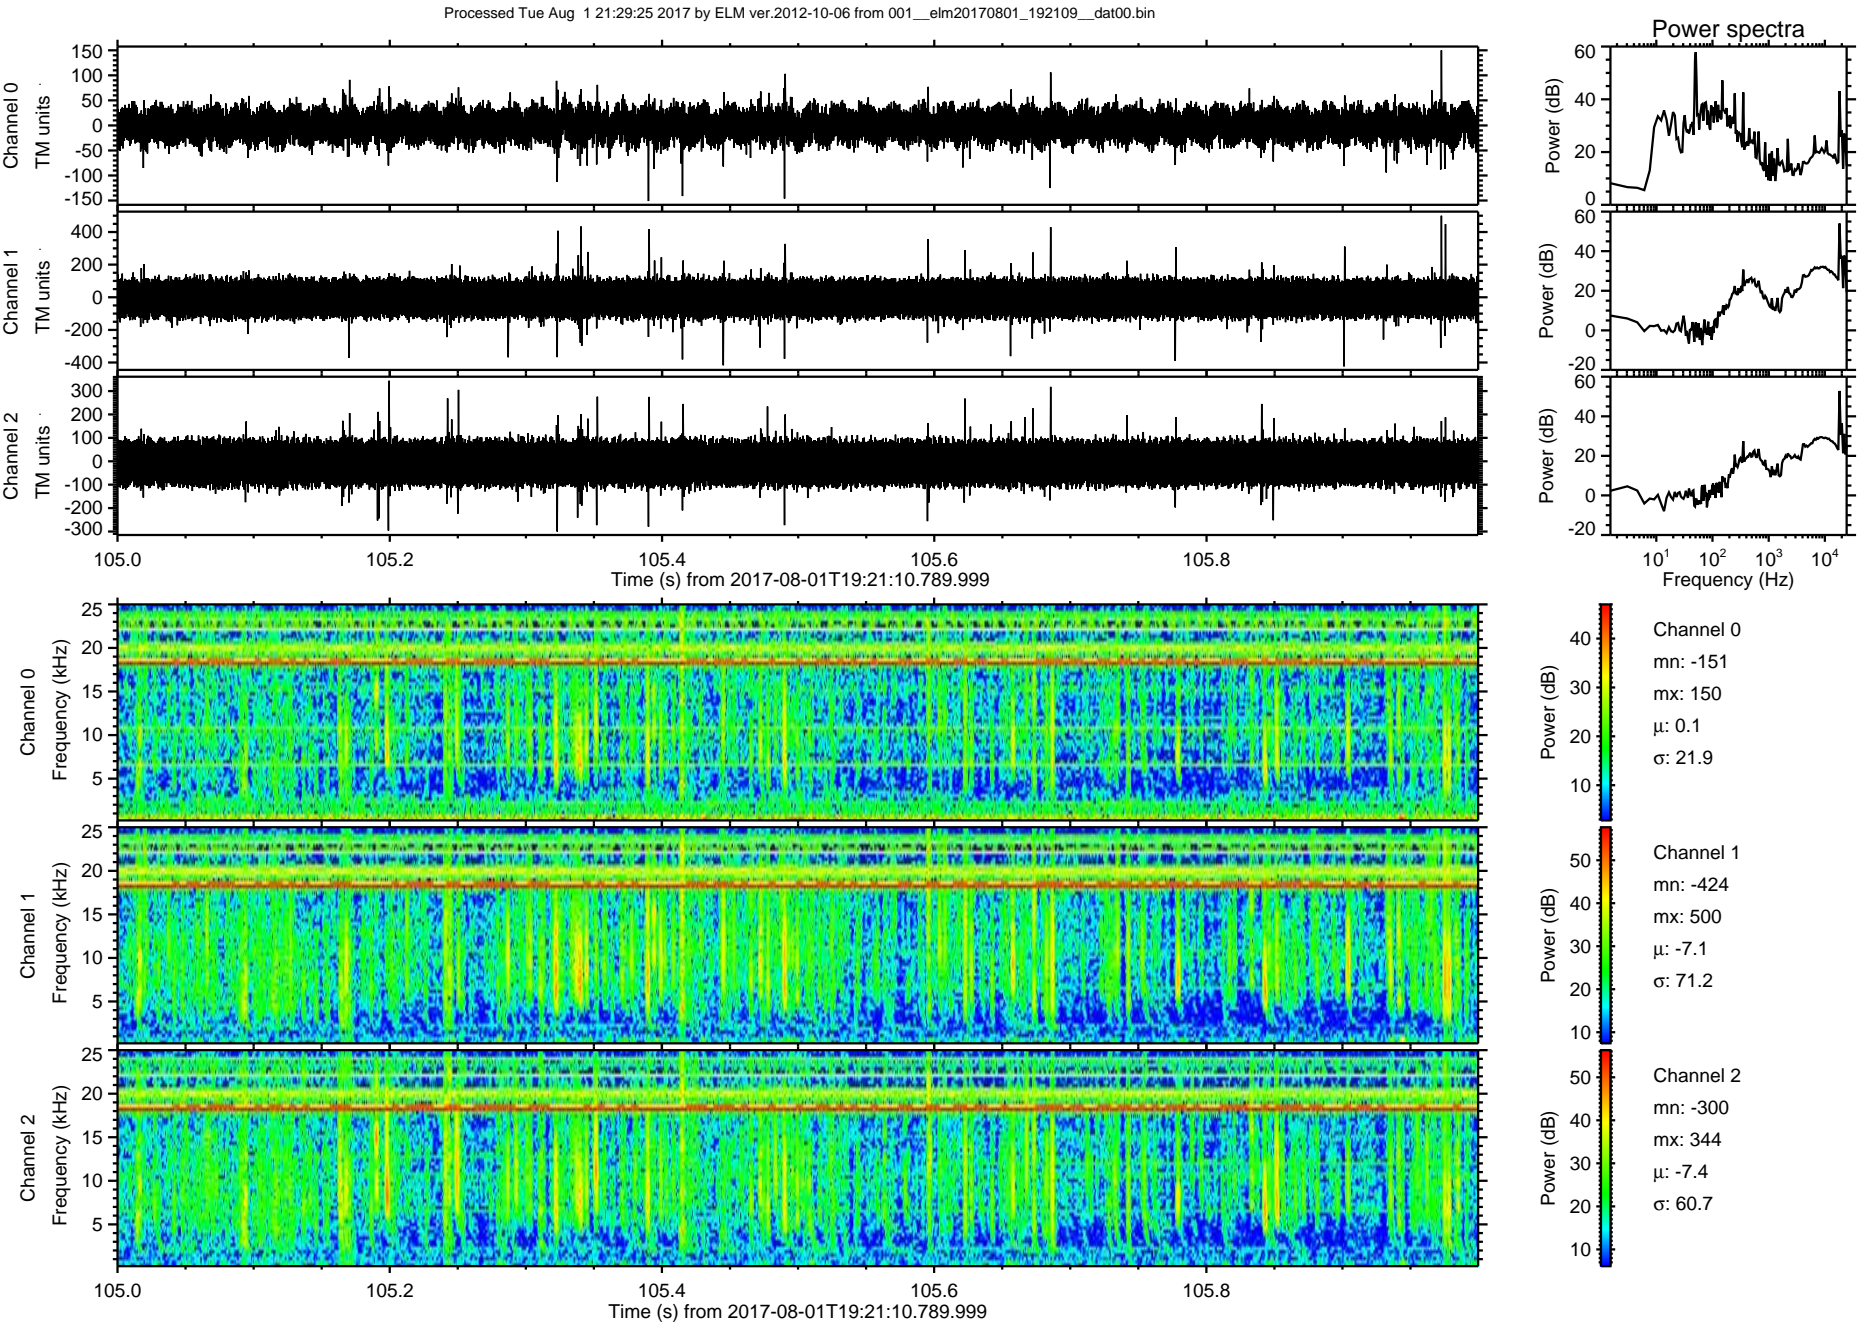 Processed Tue Aug  1 21:29:25 2017 by ELM ver.2012-10-06 from 001__elm20170801_192109__dat00.bin
Power spectra
Channel 0
TM units
150
100
50
0
-50
-100
-150
Power (dB)
60
40
20
0
Channel 1
TM units
400
200
0
-200
-400
Power (dB)
60
40
20
0
-20
Channel 2
TM units
300
200
100
0
-100
-200
-300
Power (dB)
60
40
20
0
-20
105.0 105.2 105.4 105.6 105.8
Time (s) from 2017-08-01T19:21:10.789.999
10^1 10^2 10^3 10^4
Frequency (Hz)
Channel 0
Frequency (kHz)
25
20
15
10
5
Power (dB)
40
30
20
10
Channel 0
mn: -151
mx: 150
μ: 0.1
σ: 21.9
Channel 1
Frequency (kHz)
25
20
15
10
5
Power (dB)
50
40
30
20
10
Channel 1
mn: -424
mx: 500
μ: -7.1
σ: 71.2
Channel 2
Frequency (kHz)
25
20
15
10
5
Power (dB)
50
40
30
20
10
Channel 2
mn: -300
mx: 344
μ: -7.4
σ: 60.7
105.0 105.2 105.4 105.6 105.8
Time (s) from 2017-08-01T19:21:10.789.999